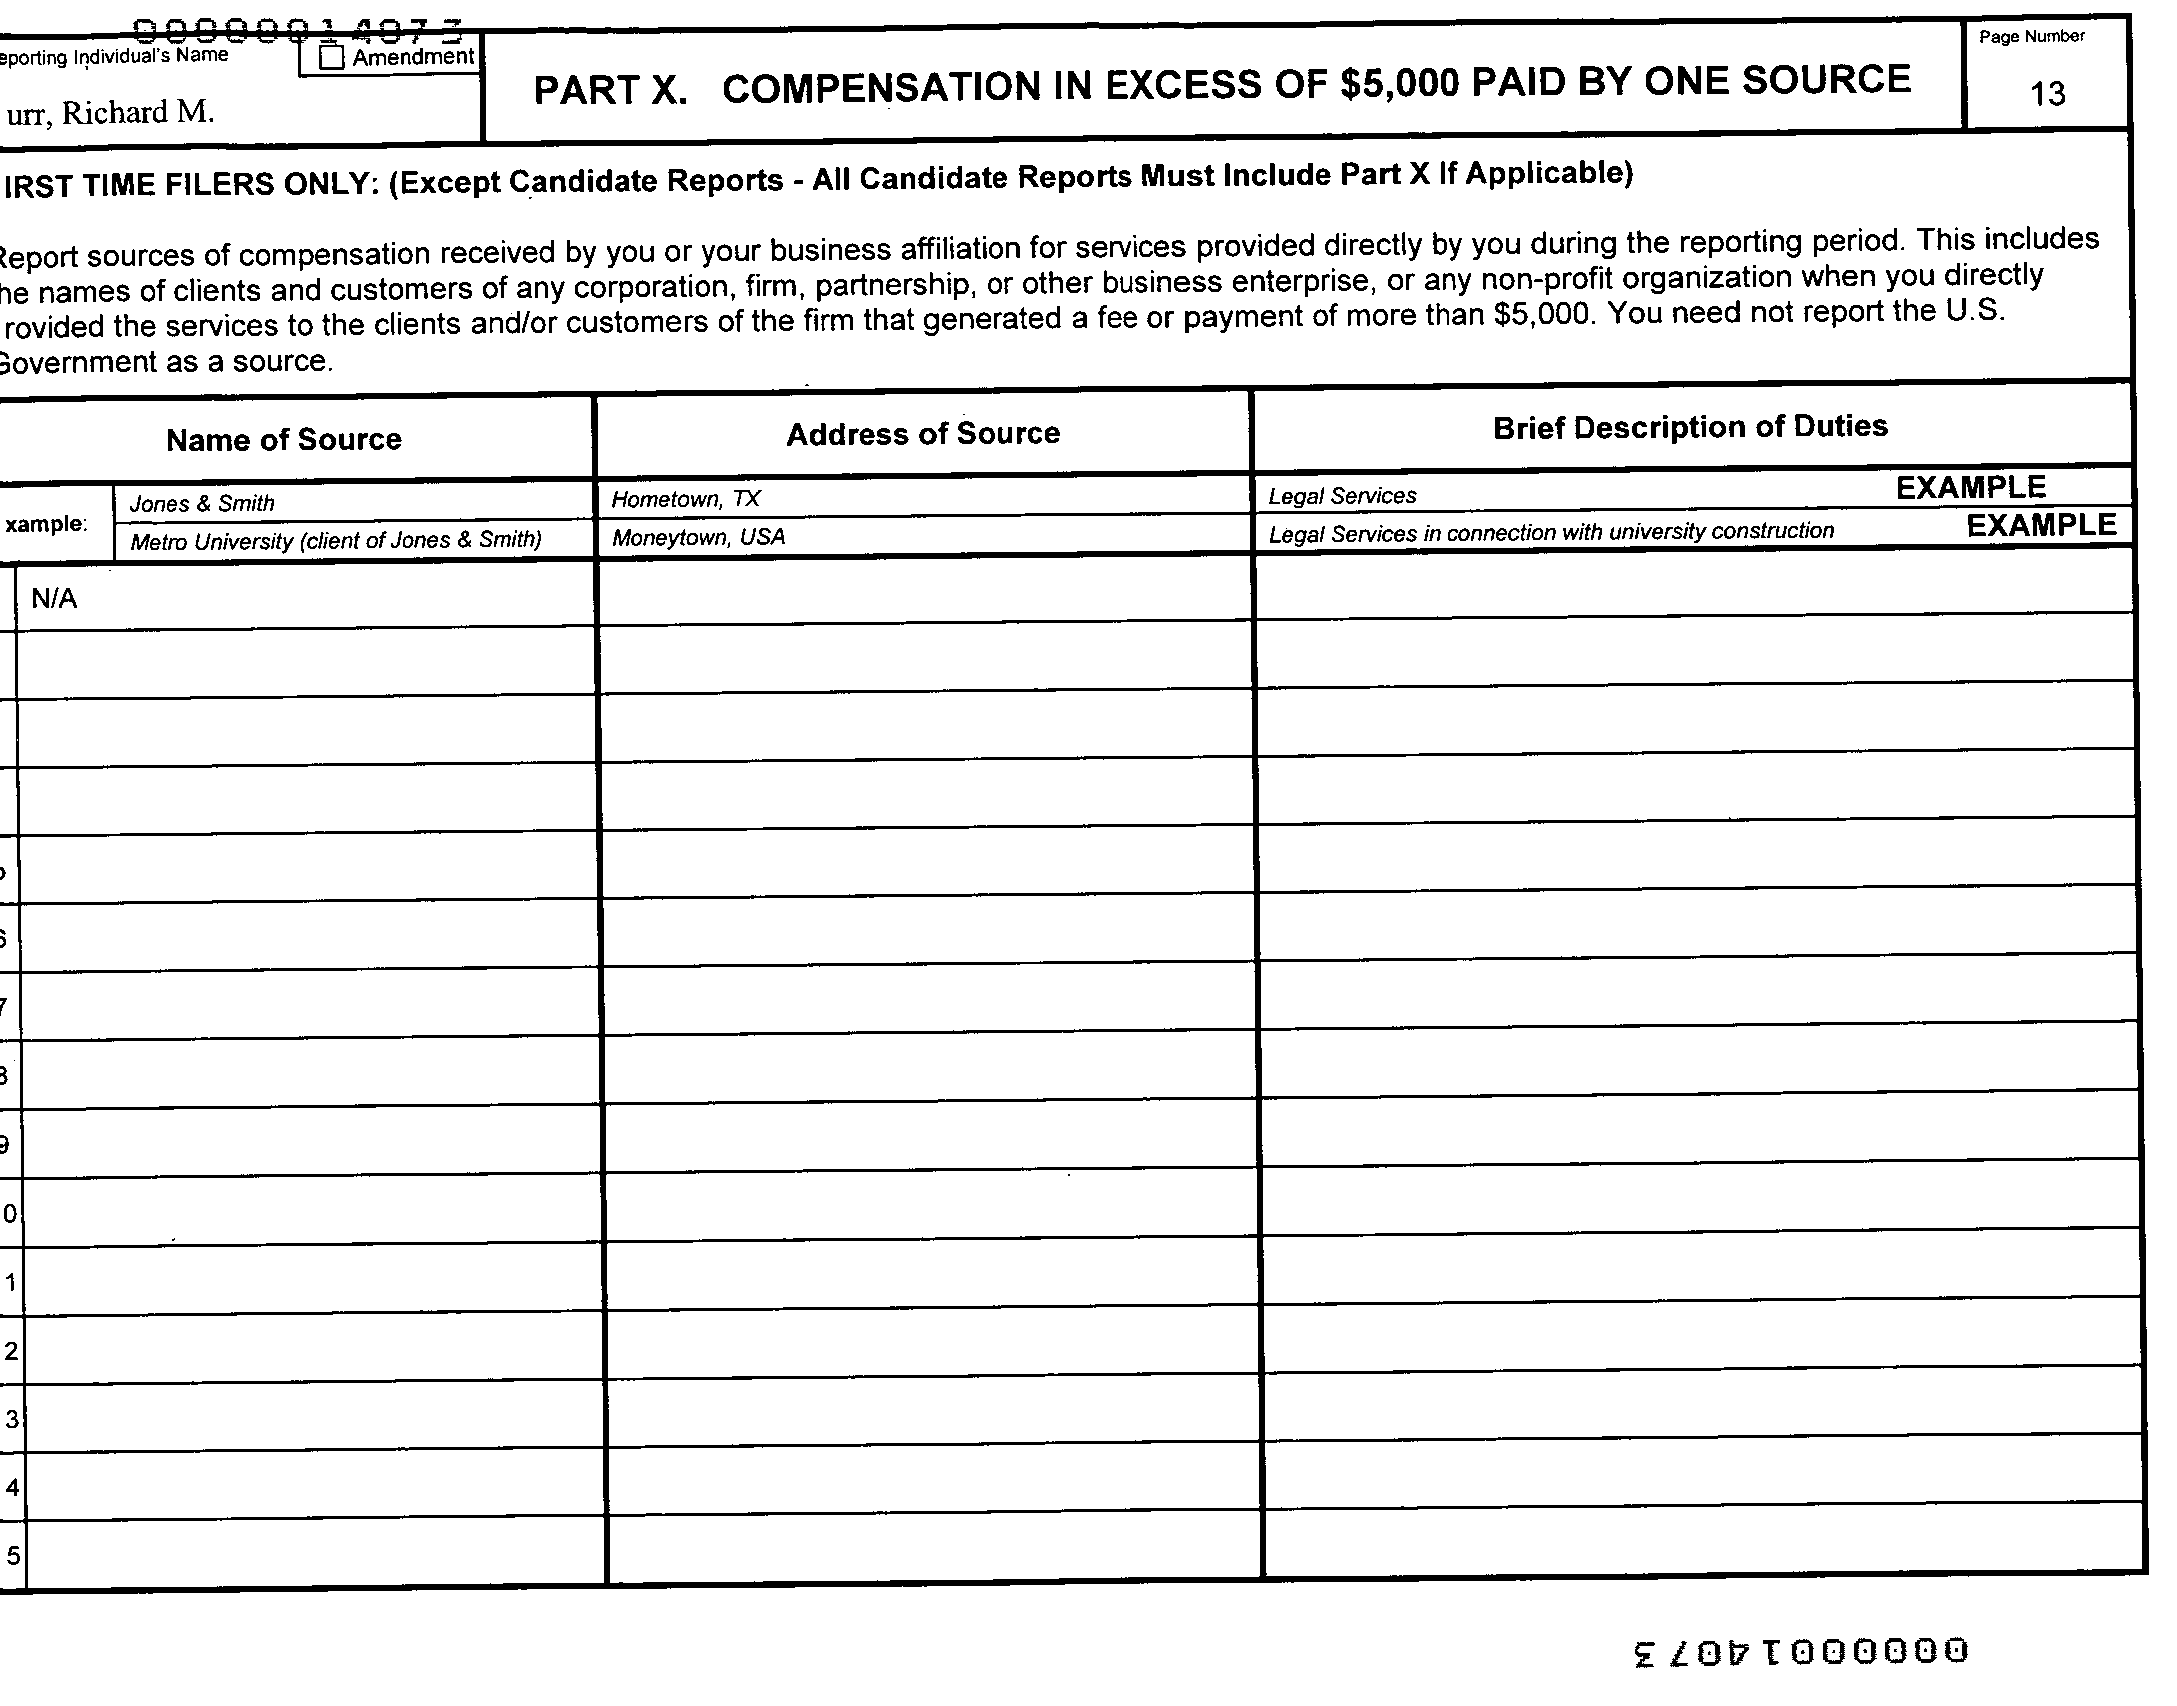 00000014073
eporting Individual's Name
Amendment
urr, Richard M.
PART X. COMPENSATION IN EXCESS OF $5,000 PAID BY ONE SOURCE
Page Number
13
IRST TIME FILERS ONLY: (Except Candidate Reports - All Candidate Reports Must Include Part X If Applicable)
Report sources of compensation received by you or your business affiliation for services provided directly by you during the reporting period. This includes
he names of clients and customers of any corporation, firm, partnership, or other business enterprise, or any non-profit organization when you directly
rovided the services to the clients and/or customers of the firm that generated a fee or payment of more than $5,000. You need not report the U.S.
Government as a source.
Name of Source Address of Source Brief Description of Duties
xample:
Jones & Smith Hometown, TX Legal Services EXAMPLE
Metro University (client of Jones & Smith) Moneytown, USA Legal Services in connection with university construction EXAMPLE
N/A
5
6
7
8
9
0
1
2
3
4
5
00000014073